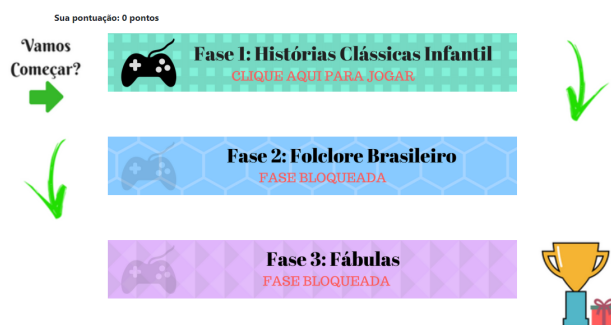 Sua pontuação: 0 pontos
Vamos
Começar?
Fase 1: Histórias Clássicas Infantil
CLIQUE AQUI PARA JOGAR
Fase 2: Folclore Brasileiro
FASE BLOQUEADA
Fase 3: Fábulas
FASE BLOQUEADA